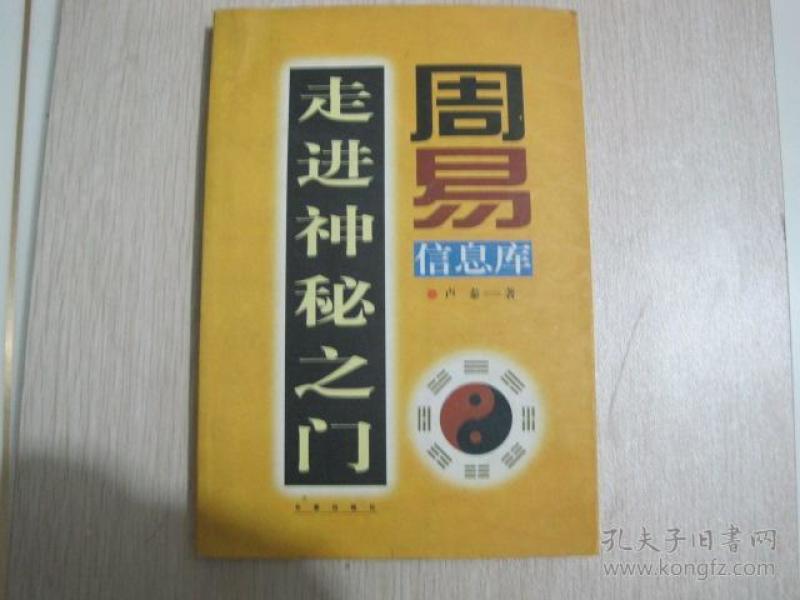 周易
信息库
卢泰一 著
走进神秘之门
孔夫子旧书网
www.kongfz.com